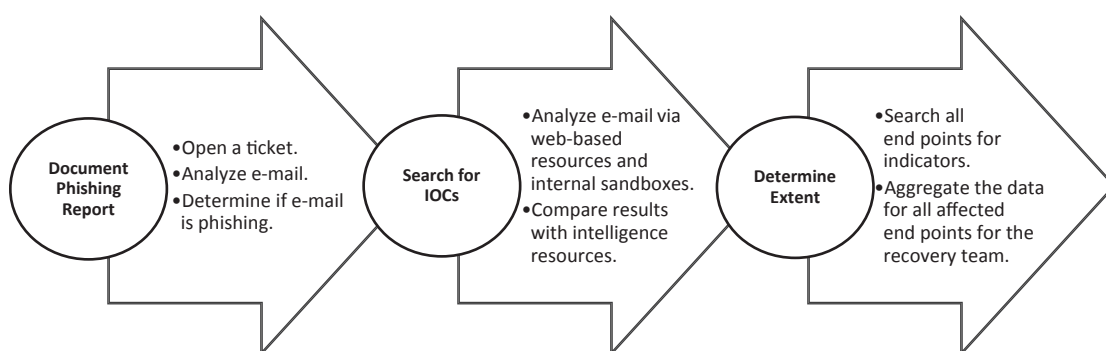 Document
Phishing
Report
•Open a ticket.
•Analyze e-mail.
•Determine if e-mail
is phishing.
Search for
IOCs
•Analyze e-mail via
web-based
resources and
internal sandboxes.
•Compare results
with intelligence
resources.
Determine
Extent
•Search all
end points for
indicators.
•Aggregate the data
for all affected
end points for the
recovery team.